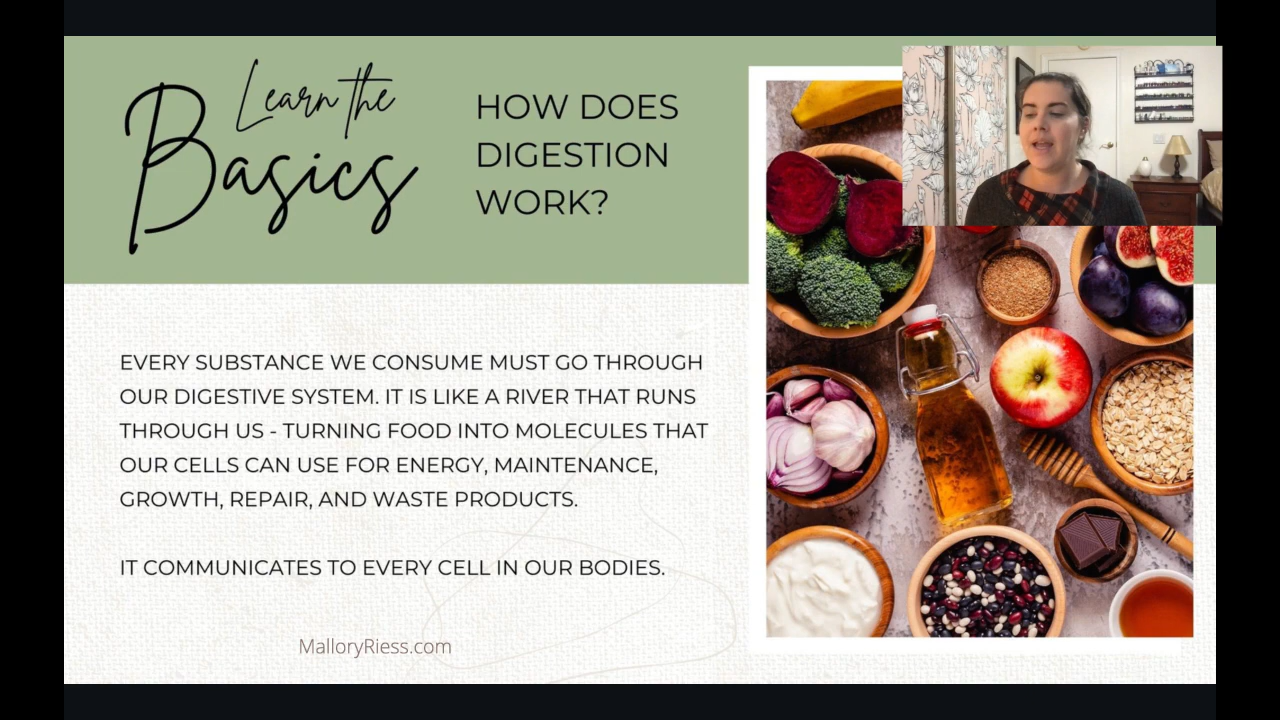 Learn the
Basics
HOW DOES
DIGESTION
WORK?
EVERY SUBSTANCE WE CONSUME MUST GO THROUGH
OUR DIGESTIVE SYSTEM. IT IS LIKE A RIVER THAT RUNS
THROUGH US - TURNING FOOD INTO MOLECULES THAT
OUR CELLS CAN USE FOR ENERGY, MAINTENANCE,
GROWTH, REPAIR, AND WASTE PRODUCTS.
IT COMMUNICATES TO EVERY CELL IN OUR BODIES.
MalloryRiess.com